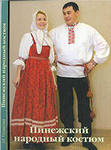 Пинежский
народный костюм